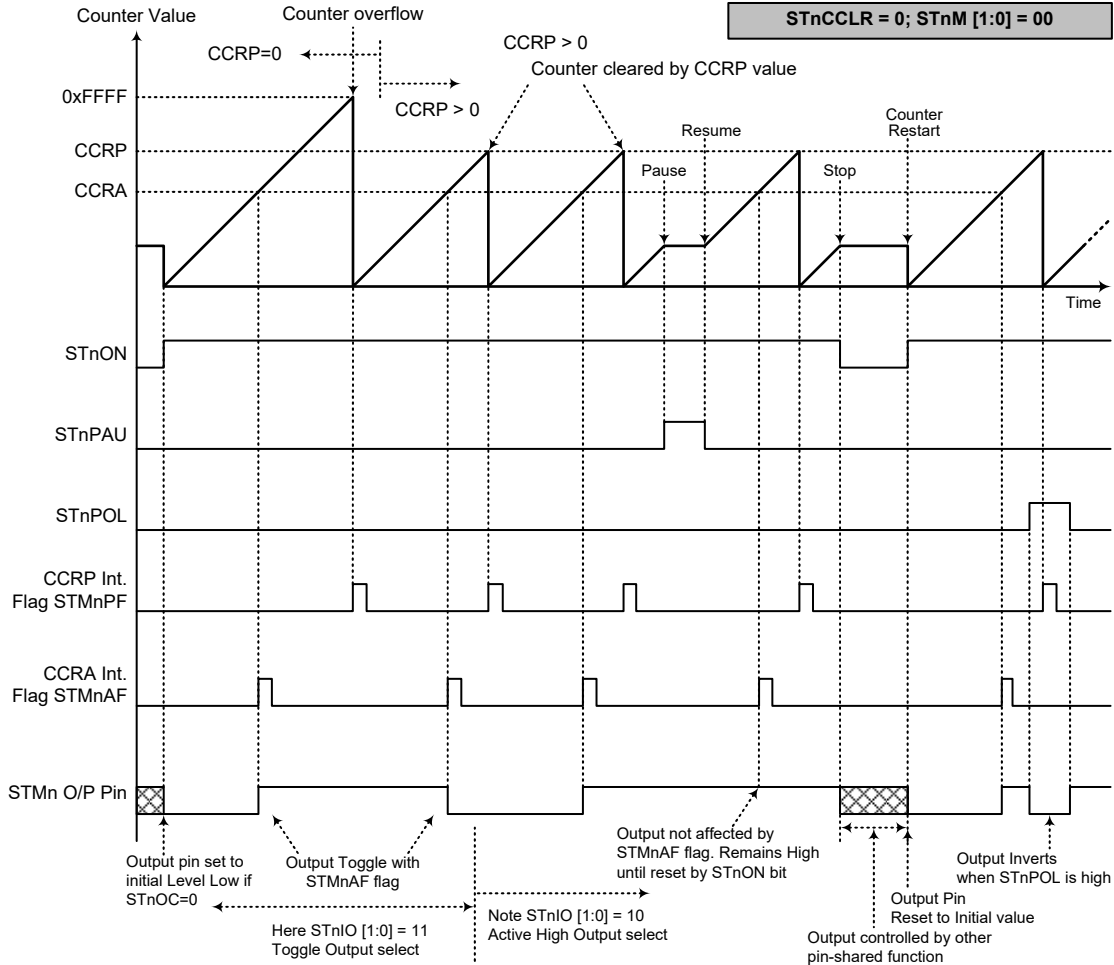 Counter Value
Counter overflow
STnCCLR = 0; STnM [1:0] = 00
CCRP=0
CCRP > 0
CCRP > 0
Counter cleared by CCRP value
0xFFFF
CCRP
CCRA
Pause
Resume
Stop
Counter
Restart
Time
STnON
STnPAU
STnPOL
CCRP Int.
Flag STMnPF
CCRA Int.
Flag STMnAF
STMn O/P Pin
Output pin set to
initial Level Low if
STnOC=0
Output Toggle with
STMnAF flag
Here STnIO [1:0] = 11
Toggle Output select
Note STnIO [1:0] = 10
Active High Output select
Output not affected by
STMnAF flag. Remains High
until reset by STnON bit
Output controlled by other
pin-shared function
Output Pin
Reset to Initial value
Output Inverts
when STnPOL is high